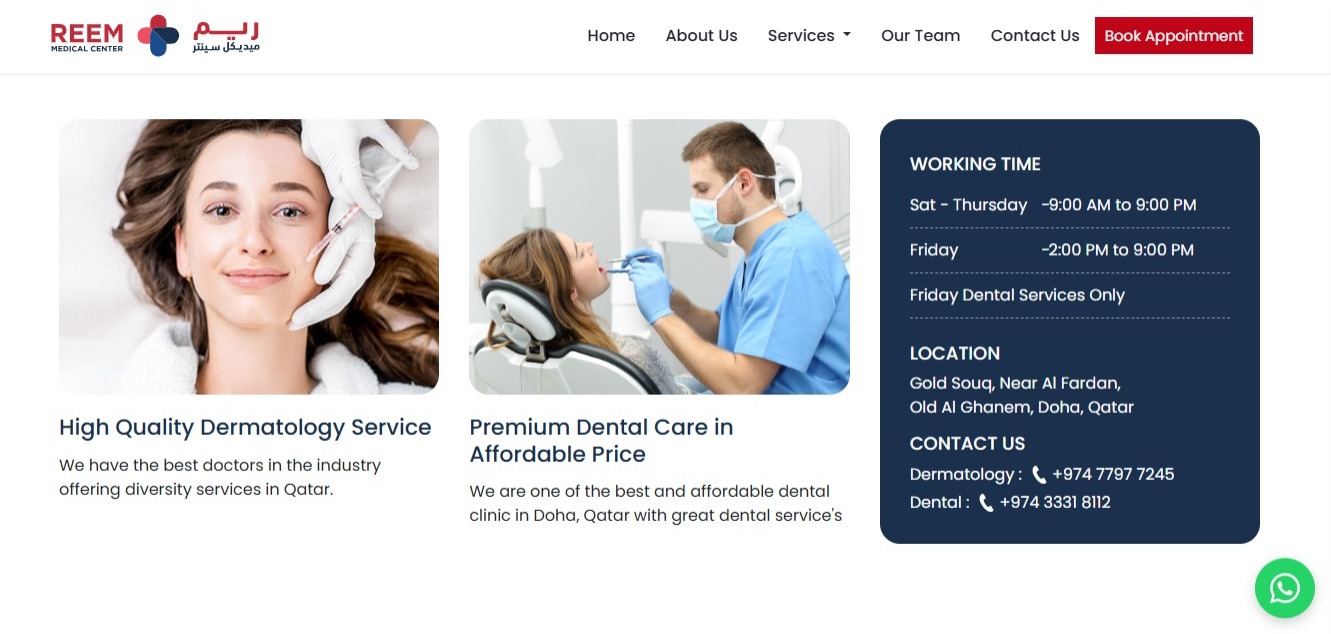 REEM
MEDICAL CENTER
ريم
ميديكل سينتر
Home About Us Services Our Team Contact Us Book Appointment
High Quality Dermatology Service
We have the best doctors in the industry
offering diversity services in Qatar.
Premium Dental Care in
Affordable Price
We are one of the best and affordable dental
clinic in Doha, Qatar with great dental service's
WORKING TIME
Sat - Thursday -9:00 AM to 9:00 PM
Friday -2:00 PM to 9:00 PM
Friday Dental Services Only
LOCATION
Gold Souq, Near Al Fardan,
Old Al Ghanem, Doha, Qatar
CONTACT US
Dermatology : +974 7797 7245
Dental : +974 3331 8112